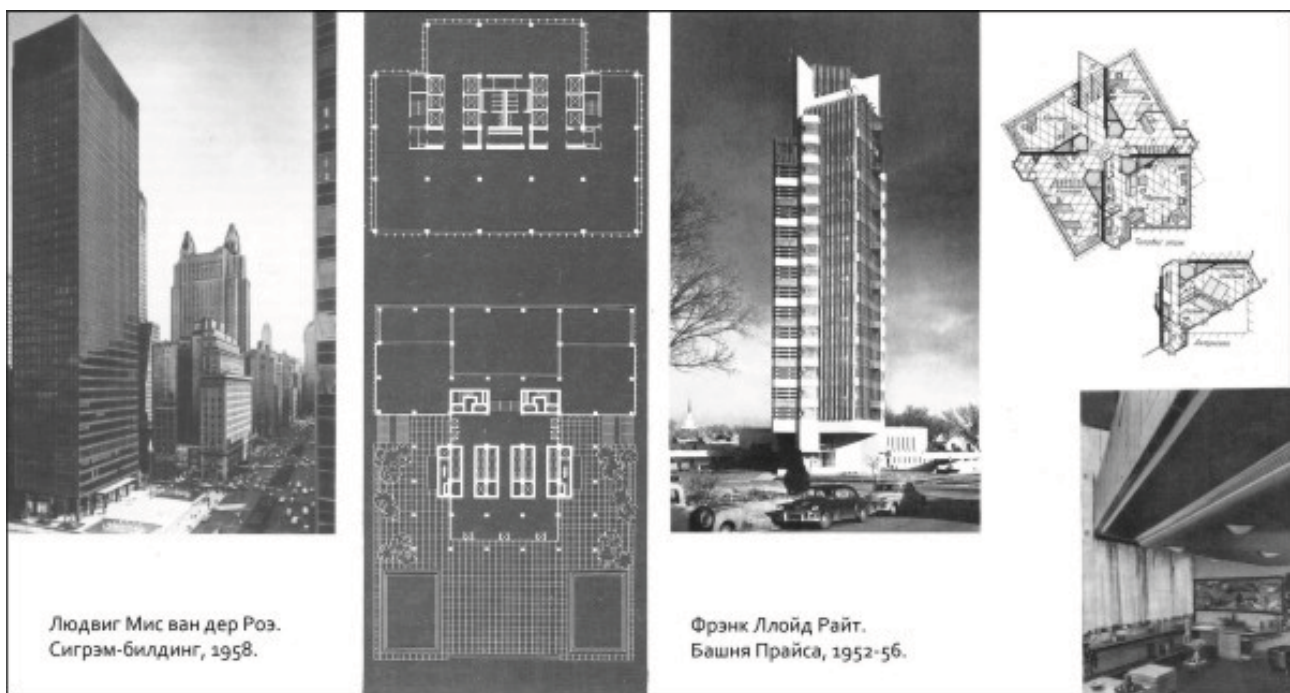 Людвиг Мис ван дер Роэ.
Сигрэм-билдинг, 1958.
Фрэнк Ллойд Райт.
Башня Прайса, 1952-56.